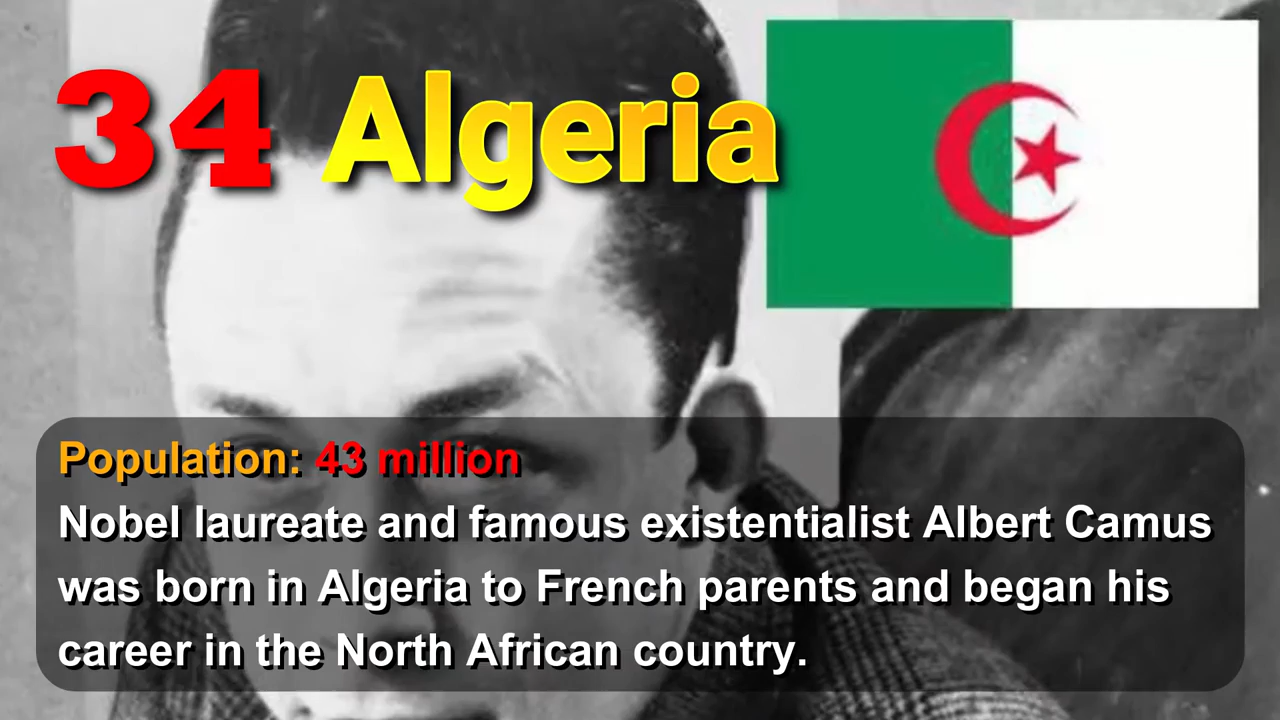 34 Algeria
Population: 43 million
Nobel laureate and famous existentialist Albert Camus
was born in Algeria to French parents and began his
career in the North African country.